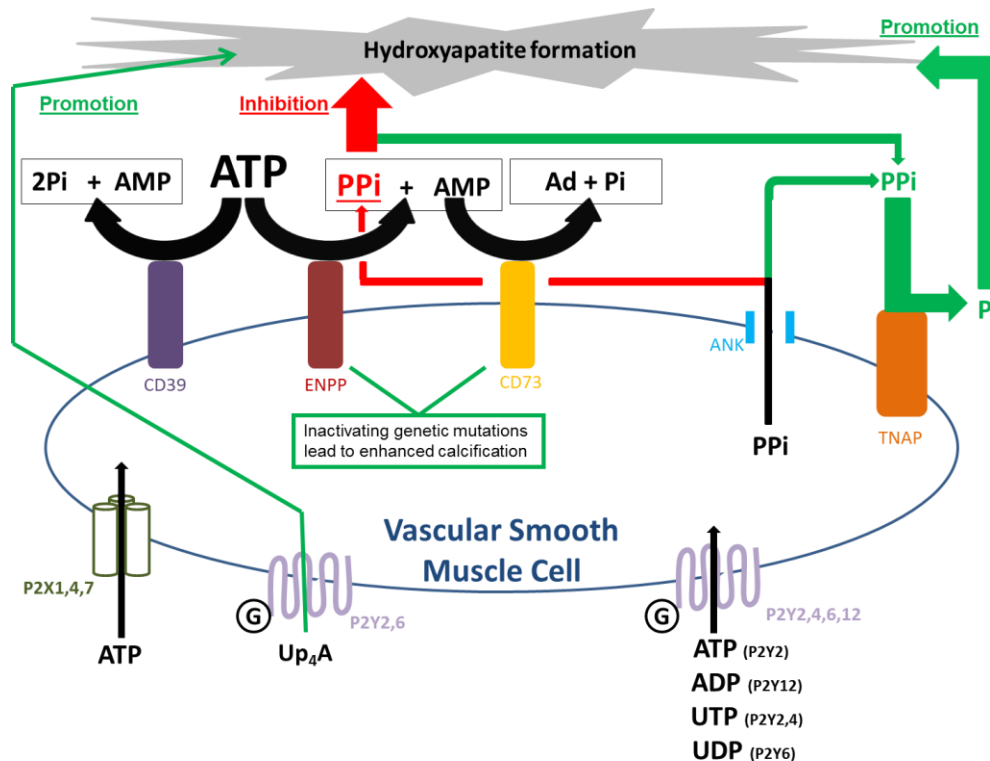 Hydroxyapatite formation
Promotion
Promotion
Inhibition
2Pi + AMP
ATP
PPi + AMP
Ad + Pi
PPi
P
CD39
ENPP
CD73
ANK
TNAP
Inactivating genetic mutations
lead to enhanced calcification
PPi
Vascular Smooth
Muscle Cell
P2X1,4,7
ATP
G
P2Y2,6
Up₄A
G
P2Y2,4,6,12
ATP (P2Y2)
ADP (P2Y12)
UTP (P2Y2,4)
UDP (P2Y6)